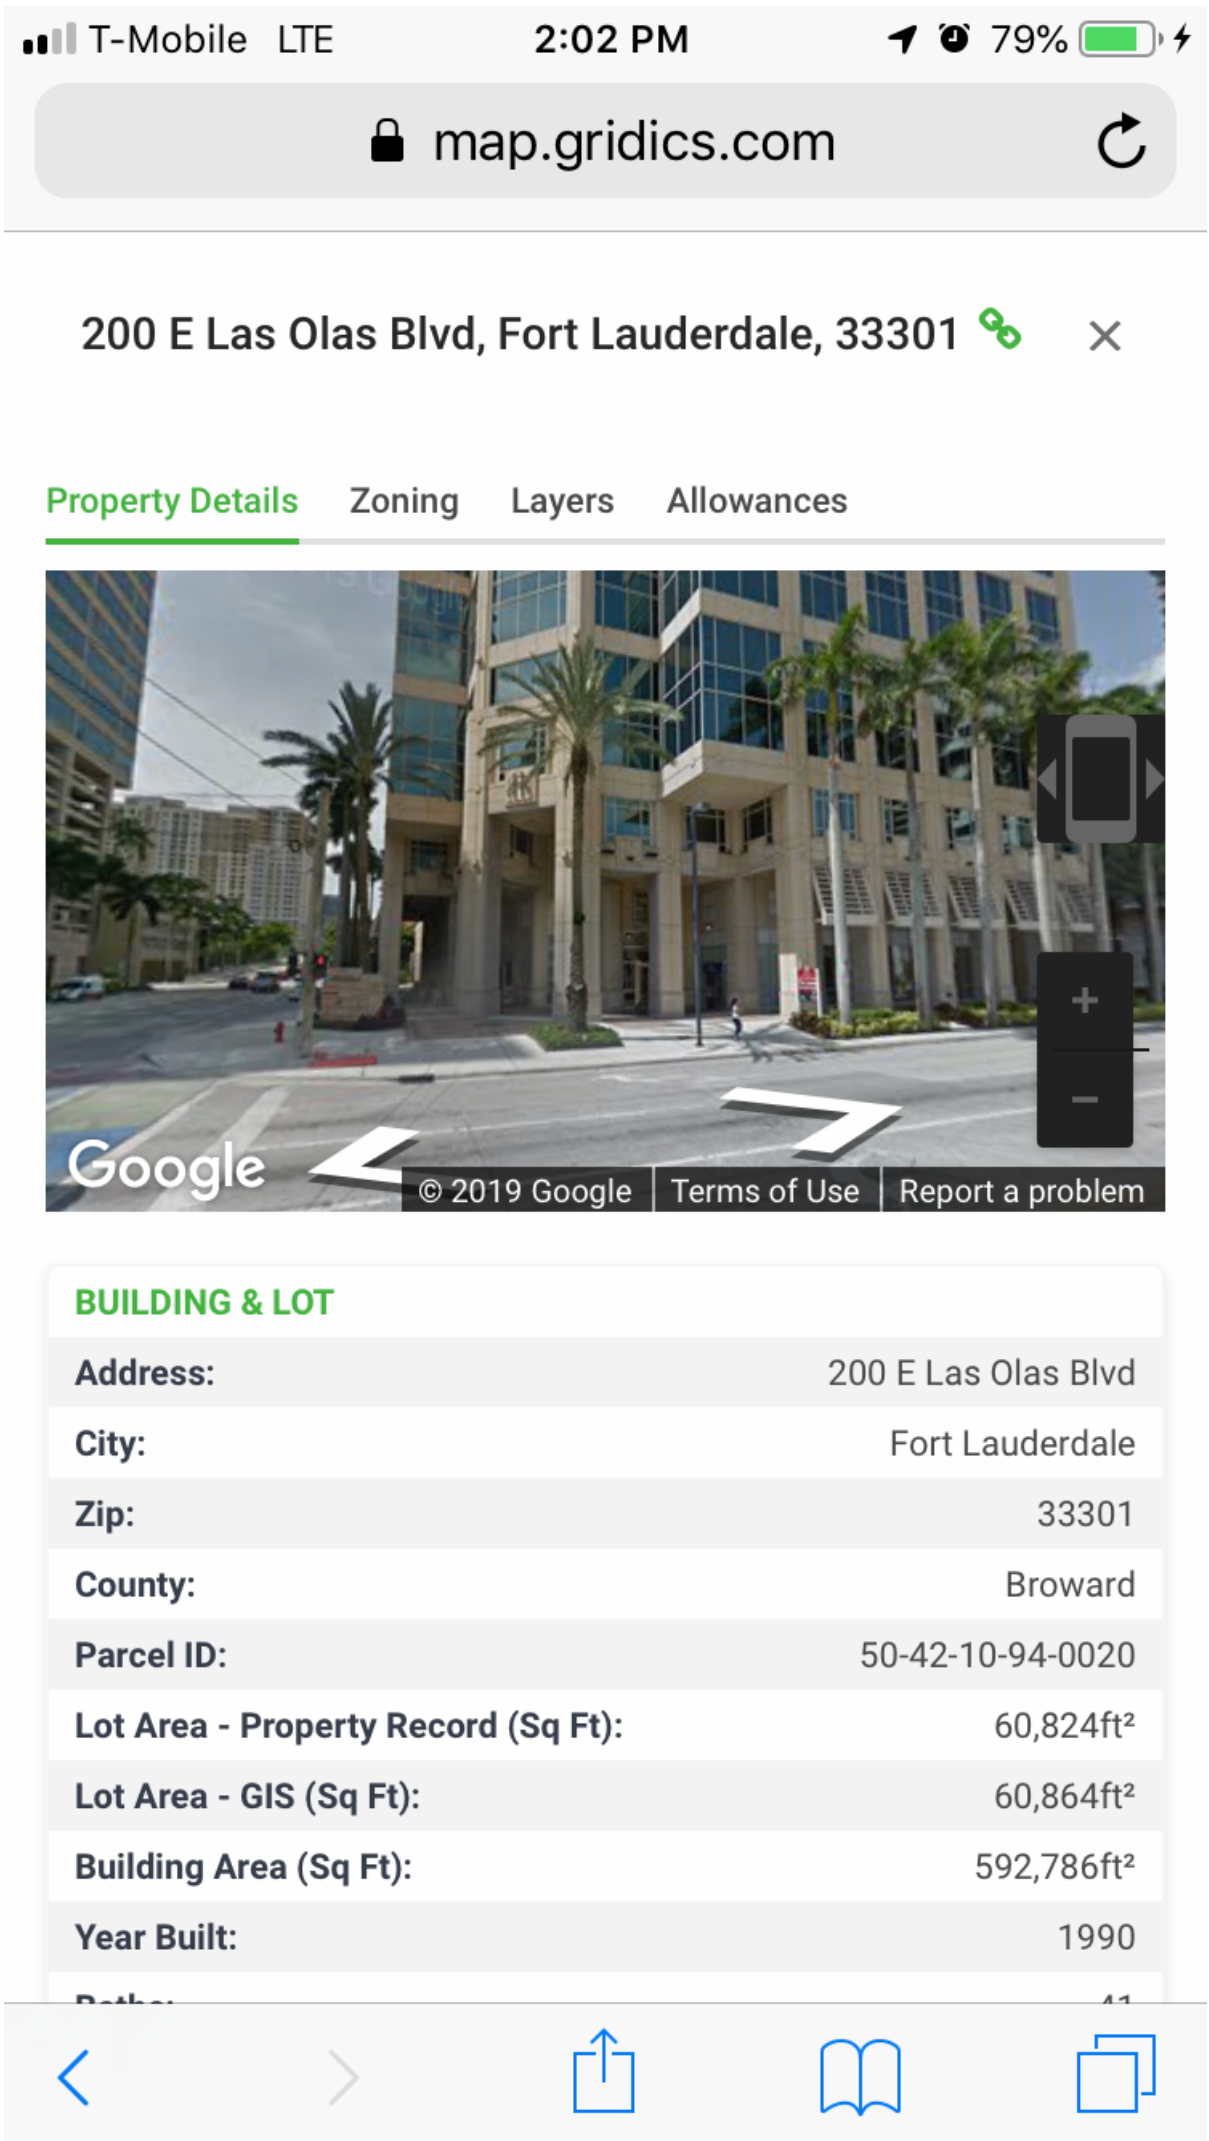 T-Mobile LTE 2:02 PM 79%
map.gridics.com
200 E Las Olas Blvd, Fort Lauderdale, 33301
Property Details Zoning Layers Allowances
Google © 2019 Google Terms of Use Report a problem
BUILDING & LOT
Address: 200 E Las Olas Blvd
City: Fort Lauderdale
Zip: 33301
County: Broward
Parcel ID: 50-42-10-94-0020
Lot Area - Property Record (Sq Ft): 60,824ft²
Lot Area - GIS (Sq Ft): 60,864ft²
Building Area (Sq Ft): 592,786ft²
Year Built: 1990